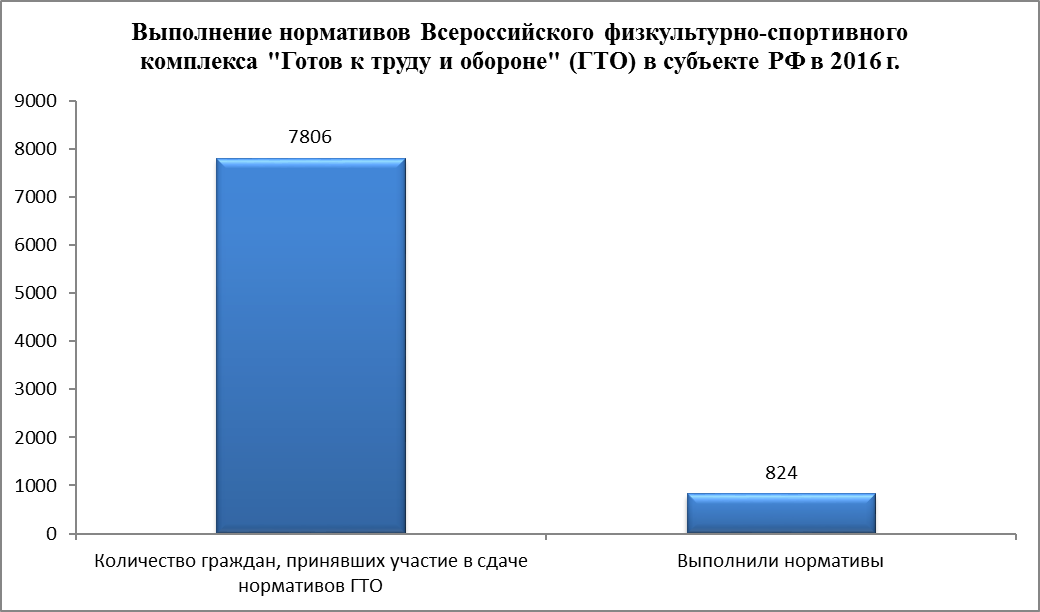 Выполнение нормативов Всероссийского физкультурно-спортивного
комплекса "Готов к труду и обороне" (ГТО) в субъекте РФ в 2016 г.
9000
8000
7000
6000
5000
4000
3000
2000
1000
0
7806
824
Количество граждан, принявших участие в сдаче
нормативов ГТО
Выполнили нормативы